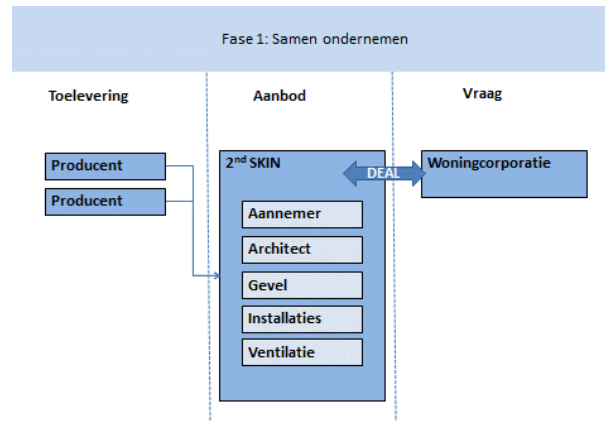 Fase 1: Samen ondernemen
Toelevering
Aanbod
Vraag
Producent
Producent
2nd SKIN
DEAL
Woningcorporatie
Aannemer
Architect
Gevel
Installaties
Ventilatie